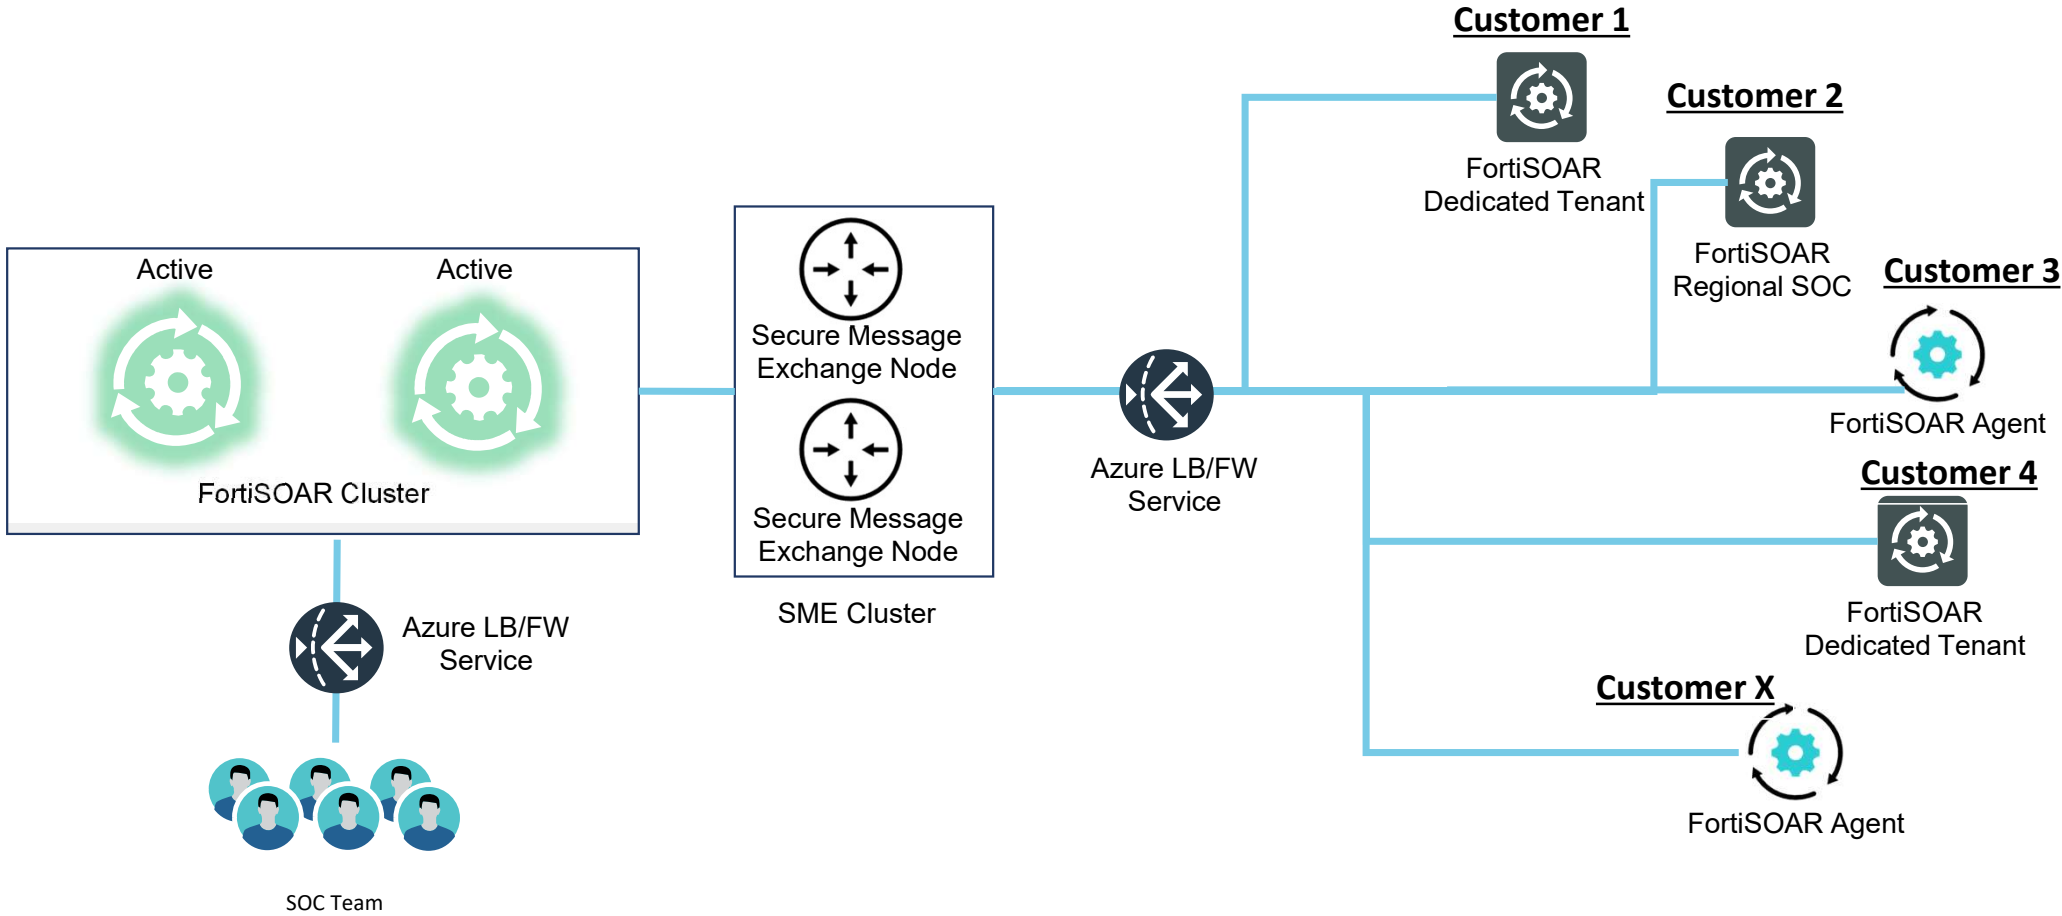 Customer 1
FortiSOAR
Dedicated Tenant
Customer 2
FortiSOAR
Regional SOC
Customer 3
FortiSOAR Agent
Customer 4
FortiSOAR
Dedicated Tenant
Customer X
FortiSOAR Agent
Active
Active
FortiSOAR Cluster
Secure Message
Exchange Node
Secure Message
Exchange Node
SME Cluster
Azure LB/FW
Service
Azure LB/FW
Service
SOC Team